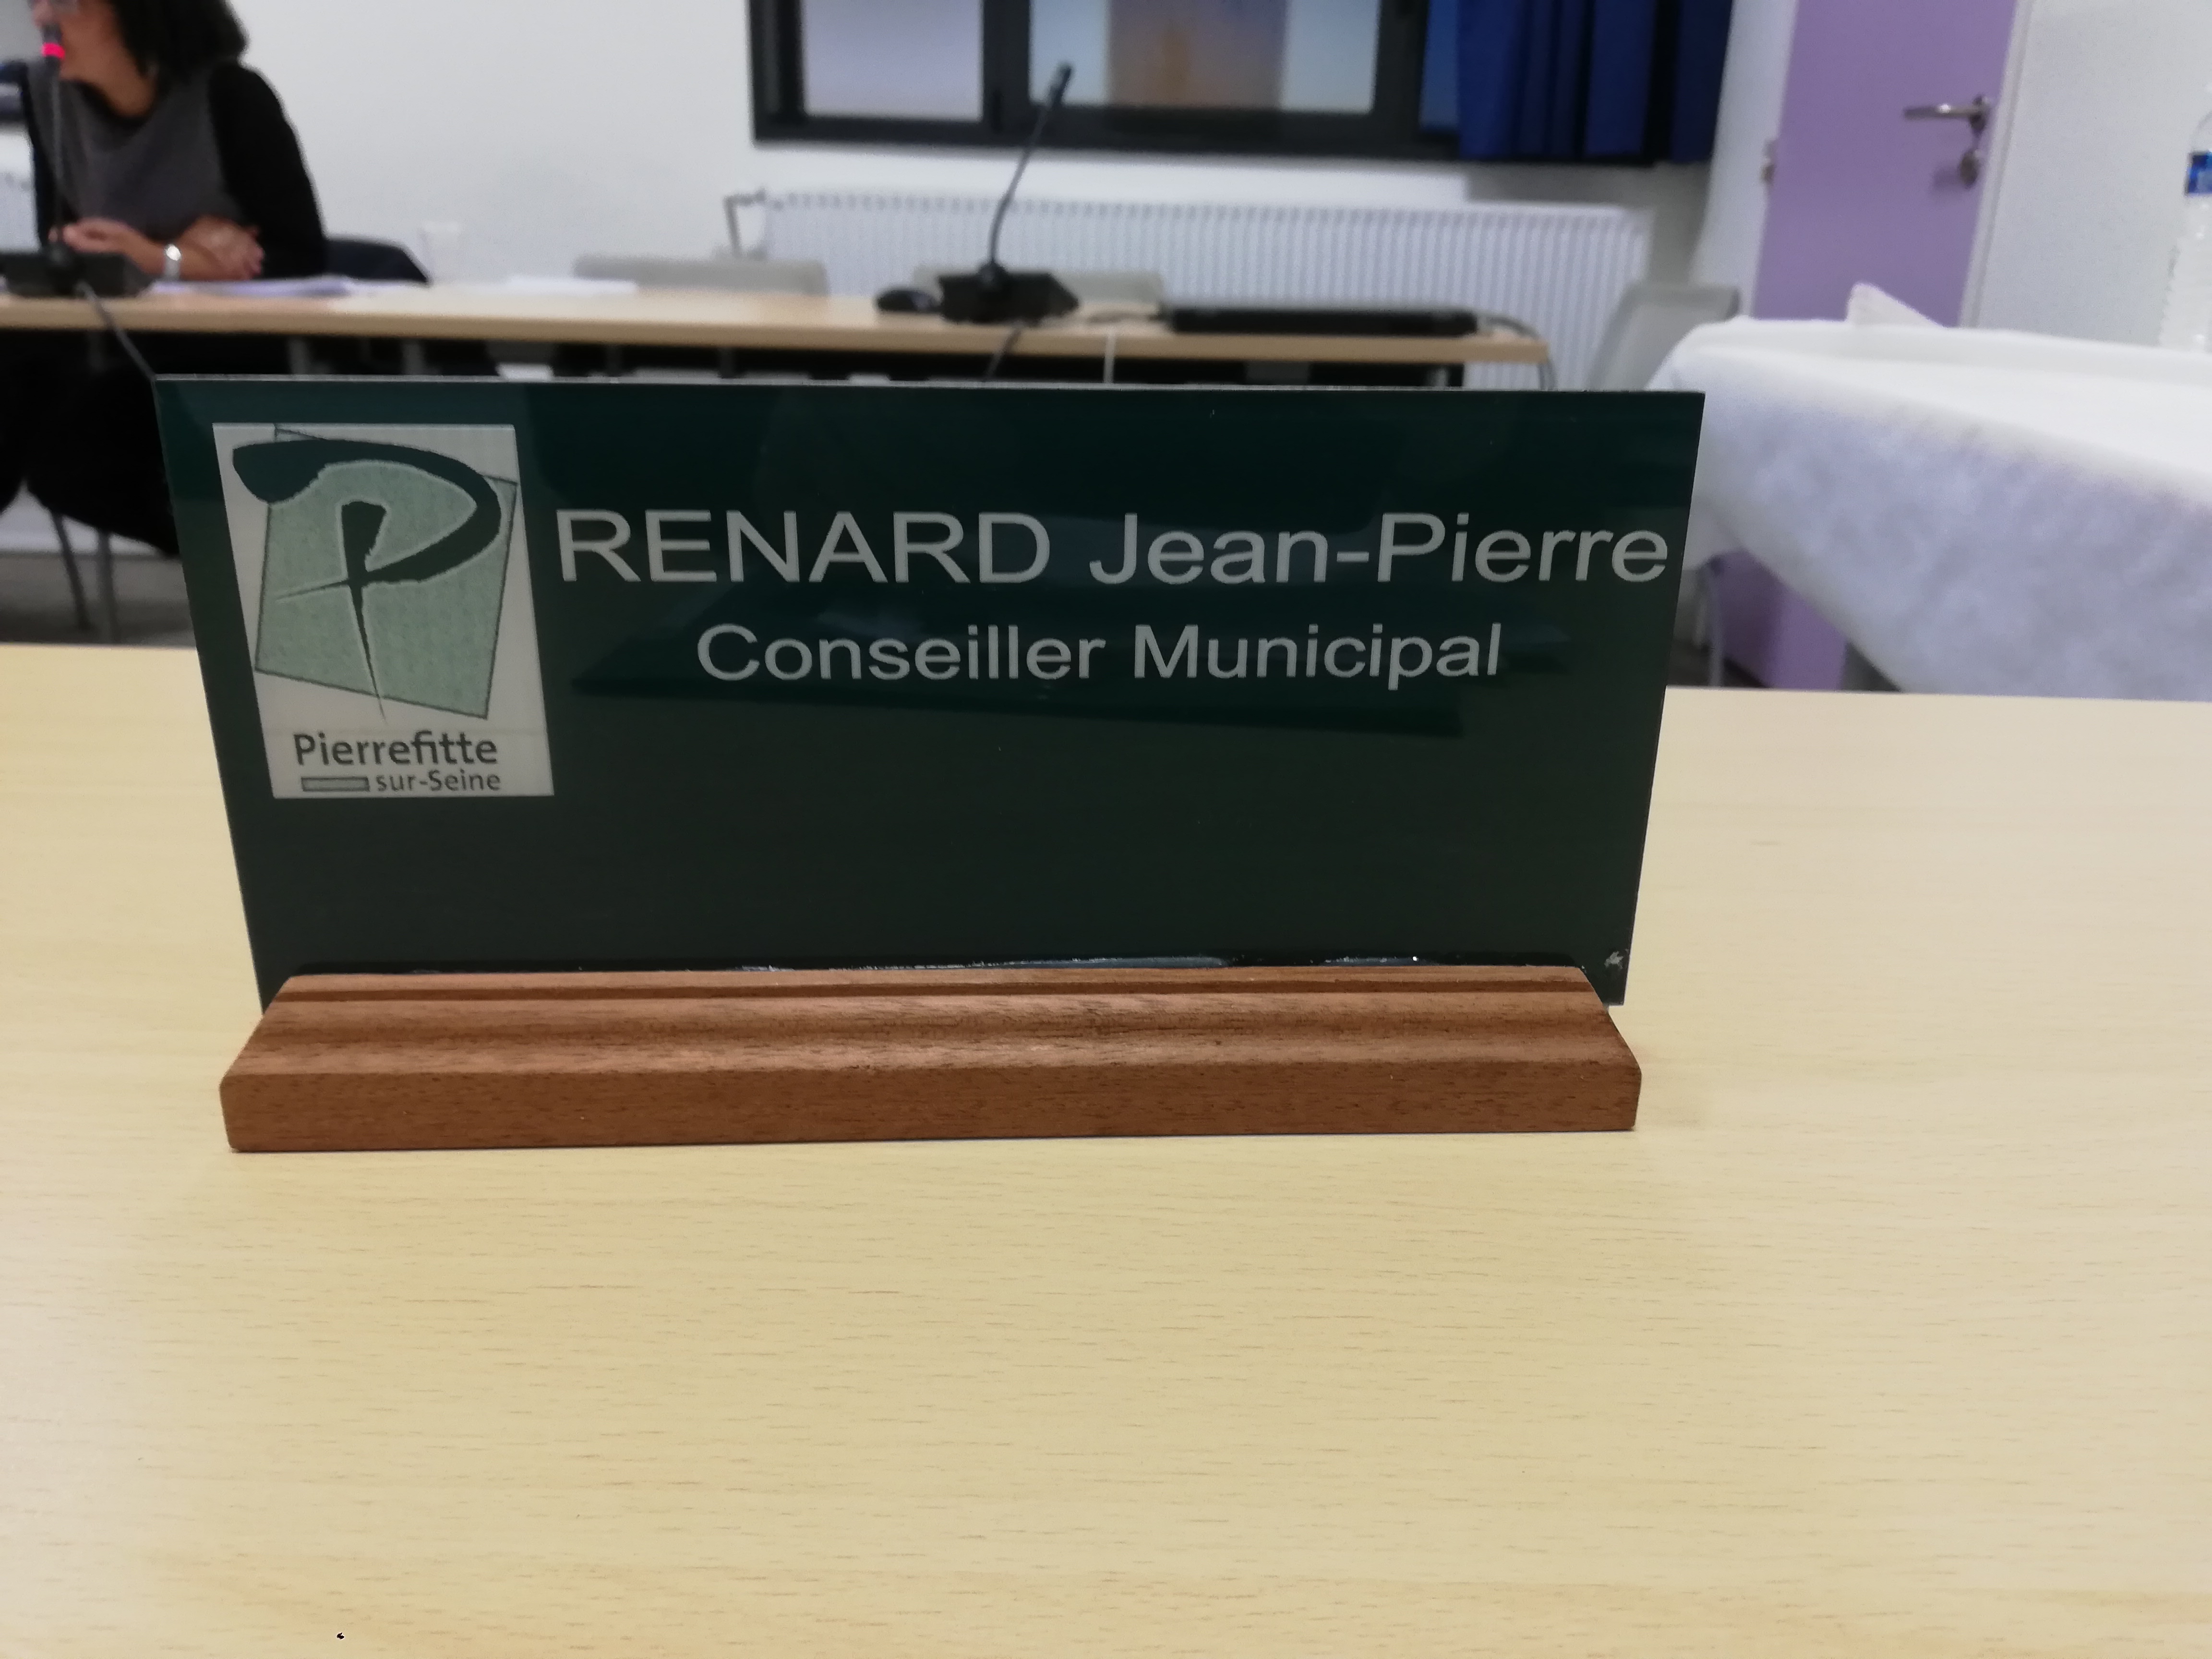 RENARD Jean-Pierre
Conseiller Municipal
Pierrefitte
sur-Seine